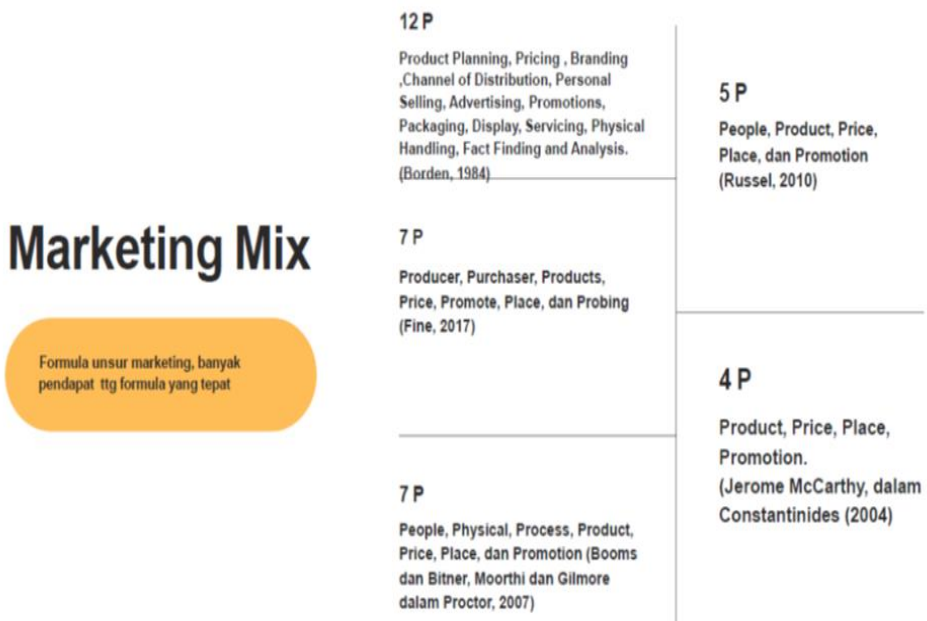 Marketing Mix
Formula unsur marketing, banyak
pendapat ttg formula yang tepat
12 P
Product Planning, Pricing , Branding
,Channel of Distribution, Personal
Selling, Advertising, Promotions,
Packaging, Display, Servicing, Physical
Handling, Fact Finding and Analysis.
(Borden, 1984)
7 P
Producer, Purchaser, Products,
Price, Promote, Place, dan Probing
(Fine, 2017)
7 P
People, Physical, Process, Product,
Price, Place, dan Promotion (Booms
dan Bitner, Moorthi dan Gilmore
dalam Proctor, 2007)
5 P
People, Product, Price,
Place, dan Promotion
(Russel, 2010)
4 P
Product, Price, Place,
Promotion.
(Jerome McCarthy, dalam
Constantinides (2004)